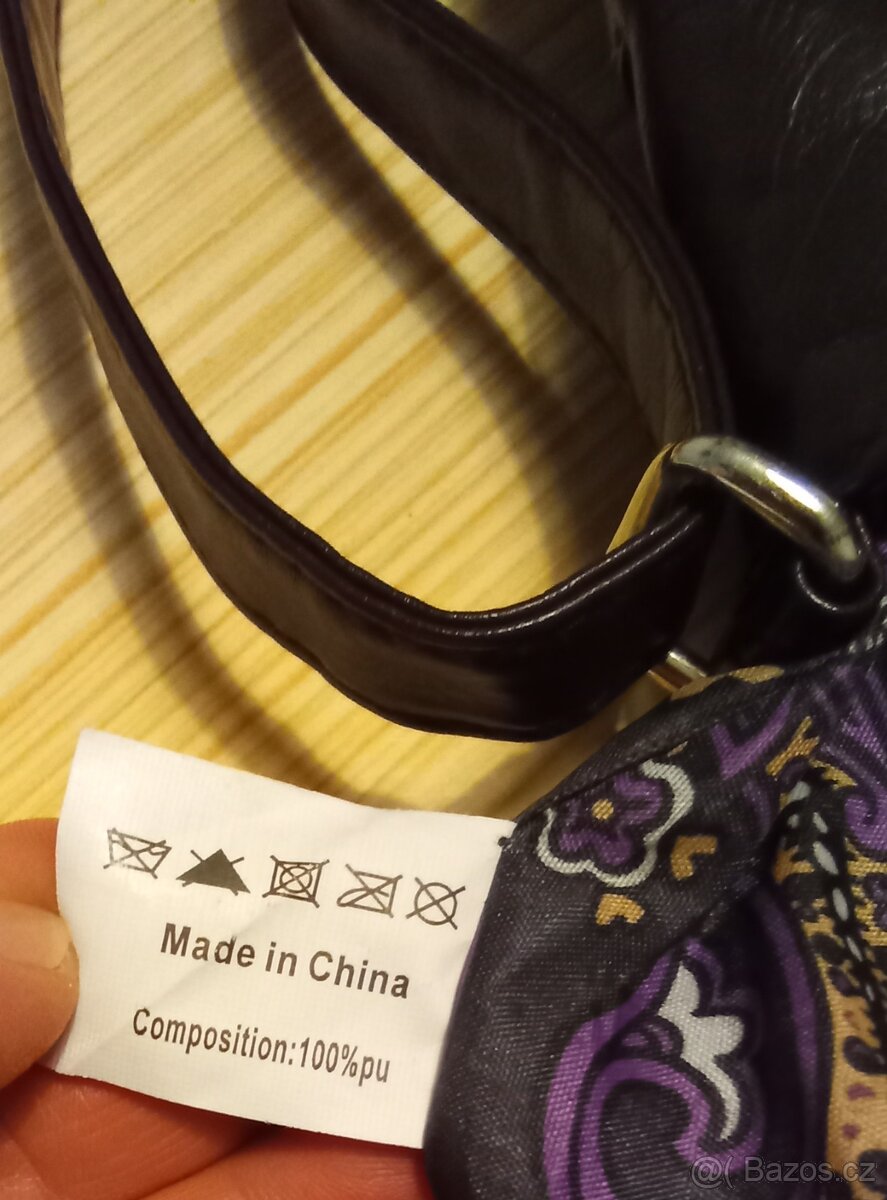 Made in China
Composition:100%pu
@( Bazos.cz